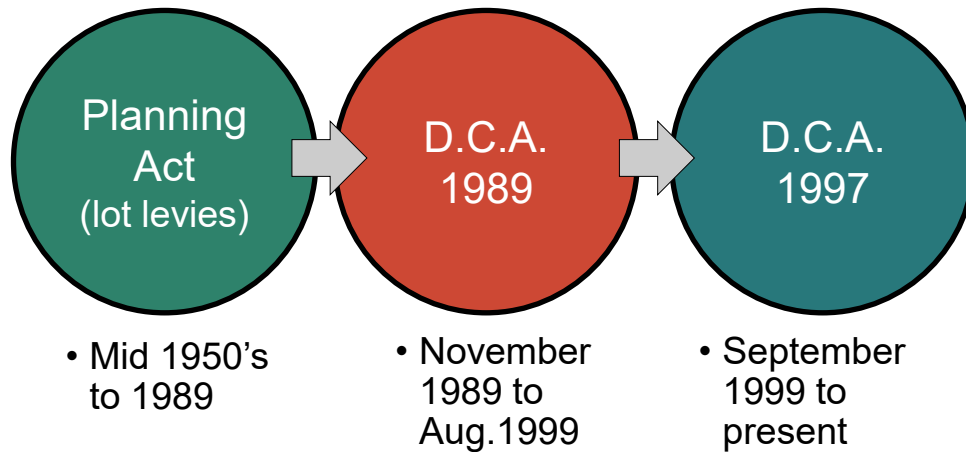 Planning
Act
(lot levies)
D.C.A.
1989
D.C.A.
1997
• Mid 1950’s
to 1989
• November
1989 to
Aug.1999
• September
1999 to
present